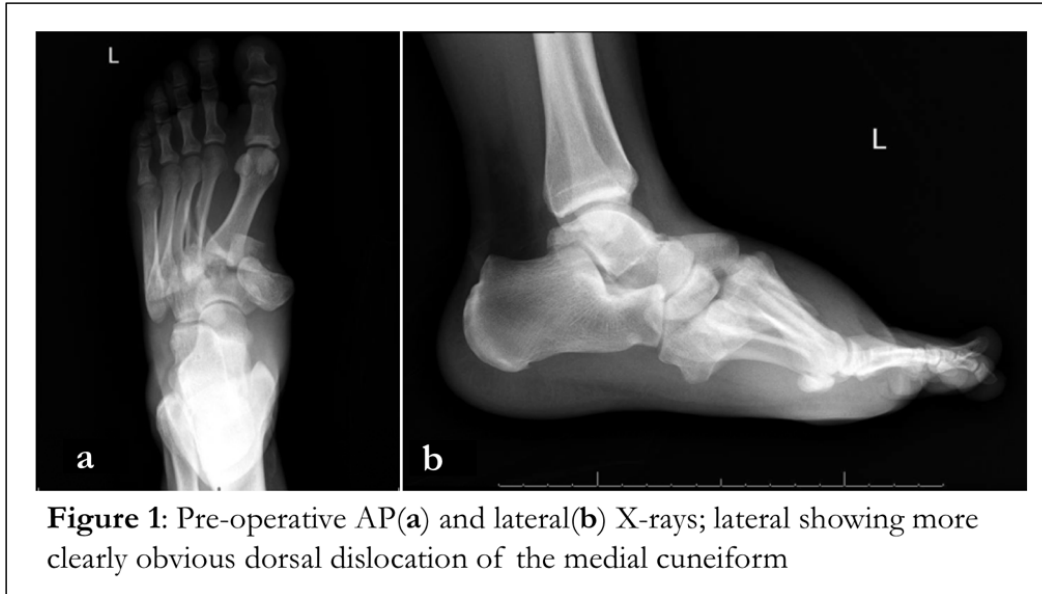 L
L
a
b
Figure 1: Pre-operative AP(a) and lateral(b) X-rays; lateral showing more
clearly obvious dorsal dislocation of the medial cuneiform